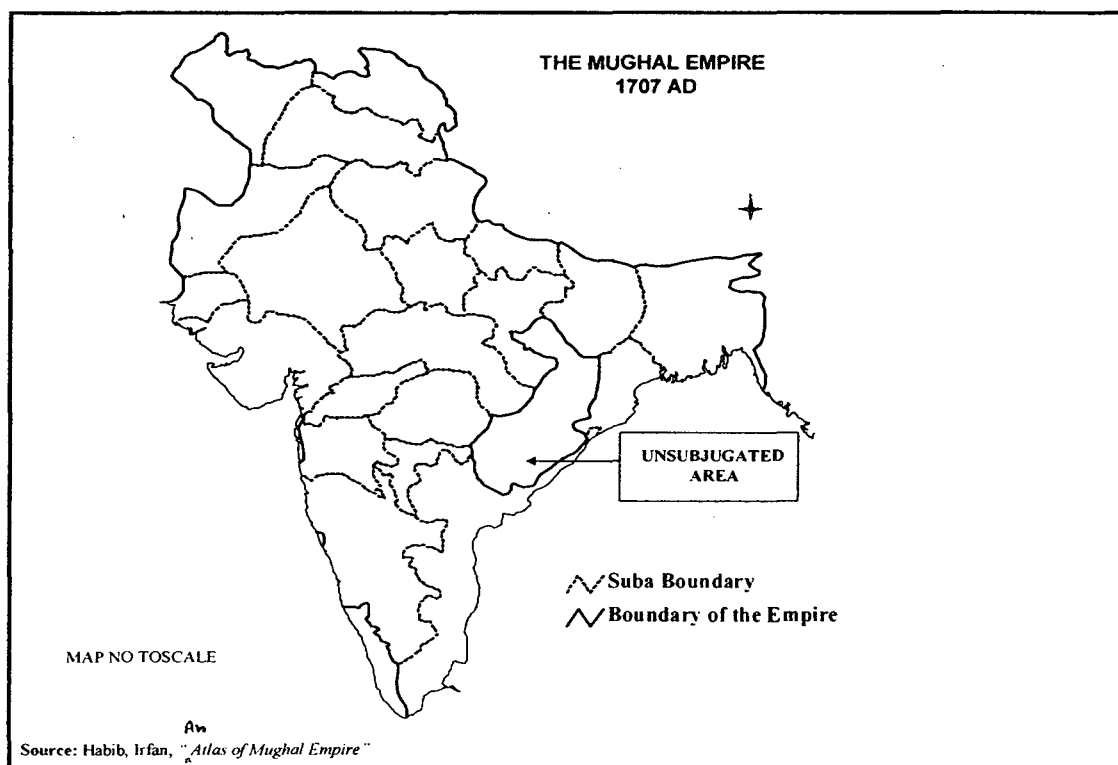 THE MUGHAL EMPIRE
1707 AD
UNSUBJUGATED
AREA
Suba Boundary
Boundary of the Empire
MAP NO TOSCALE
An
Source: Habib, Irfan, "Atlas of Mughal Empire"